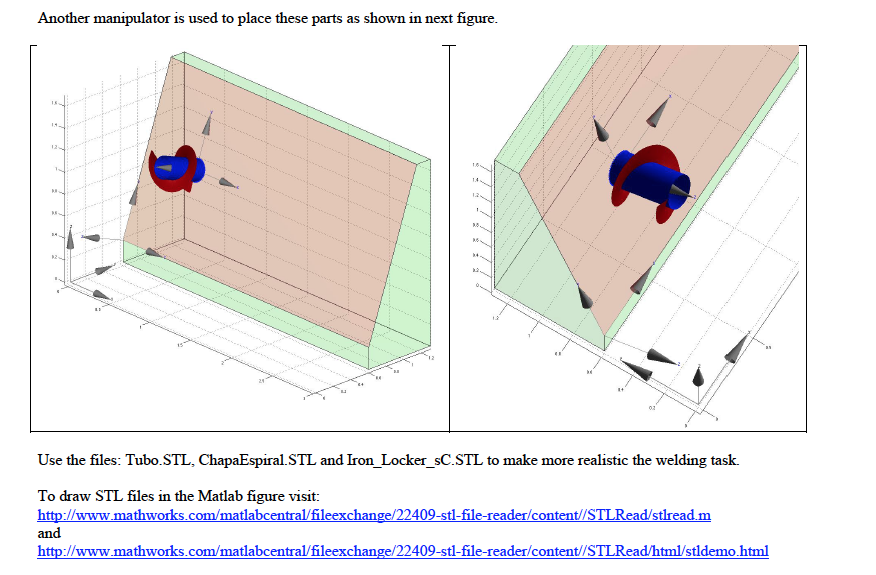 Another manipulator is used to place these parts as shown in next figure.
Use the files: Tubo.STL, ChapaEspiral.STL and Iron_Locker_sC.STL to make more realistic the welding task.
To draw STL files in the Matlab figure visit:
http://www.mathworks.com/matlabcentral/fileexchange/22409-stl-file-reader/content//STLRead/stlread.m
and
http://www.mathworks.com/matlabcentral/fileexchange/22409-stl-file-reader/content//STLRead/html/stldemo.html